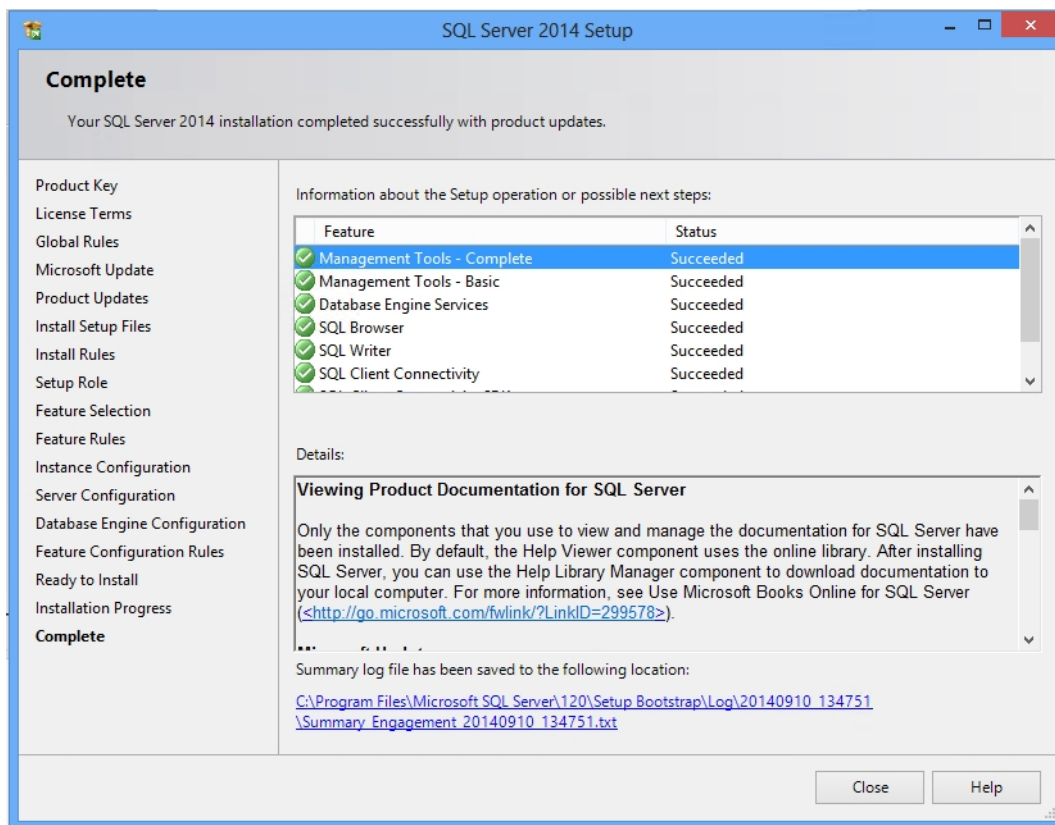 SQL Server 2014 Setup
Complete
Your SQL Server 2014 installation completed successfully with product updates.
Product Key
License Terms
Global Rules
Microsoft Update
Product Updates
Install Setup Files
Install Rules
Setup Role
Feature Selection
Feature Rules
Instance Configuration
Server Configuration
Database Engine Configuration
Feature Configuration Rules
Ready to Install
Installation Progress
Complete
Information about the Setup operation or possible next steps:
Feature Status
Management Tools - Complete Succeeded
Management Tools - Basic Succeeded
Database Engine Services Succeeded
SQL Browser Succeeded
SQL Writer Succeeded
SQL Client Connectivity Succeeded
Details:
Viewing Product Documentation for SQL Server
Only the components that you use to view and manage the documentation for SQL Server have
been installed. By default, the Help Viewer component uses the online library. After installing
SQL Server, you can use the Help Library Manager component to download documentation to
your local computer. For more information, see Use Microsoft Books Online for SQL Server
(<http://go.microsoft.com/fwlink/?LinkID=299578>).
Summary log file has been saved to the following location:
C:\Program Files\Microsoft SQL Server\120\Setup Bootstrap\Log\20140910_134751
\Summary_Engagement_20140910_134751.txt
Close Help